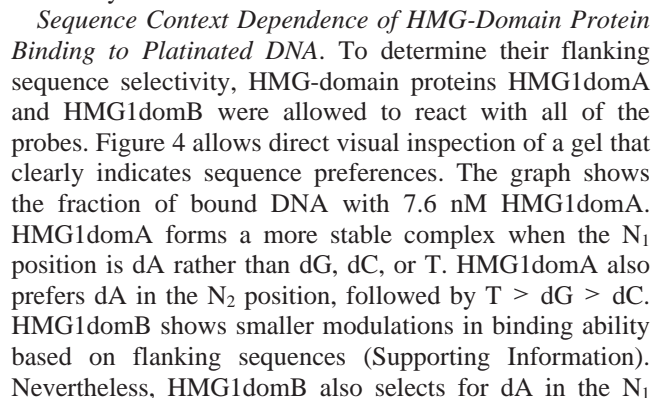 Sequence Context Dependence of HMG-Domain Protein
Binding to Platinated DNA. To determine their flanking
sequence selectivity, HMG-domain proteins HMG1domA
and HMG1domB were allowed to react with all of the
probes. Figure 4 allows direct visual inspection of a gel that
clearly indicates sequence preferences. The graph shows
the fraction of bound DNA with 7.6 nM HMG1domA.
HMG1domA forms a more stable complex when the N1
position is dA rather than dG, dC, or T. HMG1domA also
prefers dA in the N2 position, followed by T > dG > dC.
HMG1domB shows smaller modulations in binding ability
based on flanking sequences (Supporting Information).
Nevertheless, HMG1domB also selects for dA in the N1